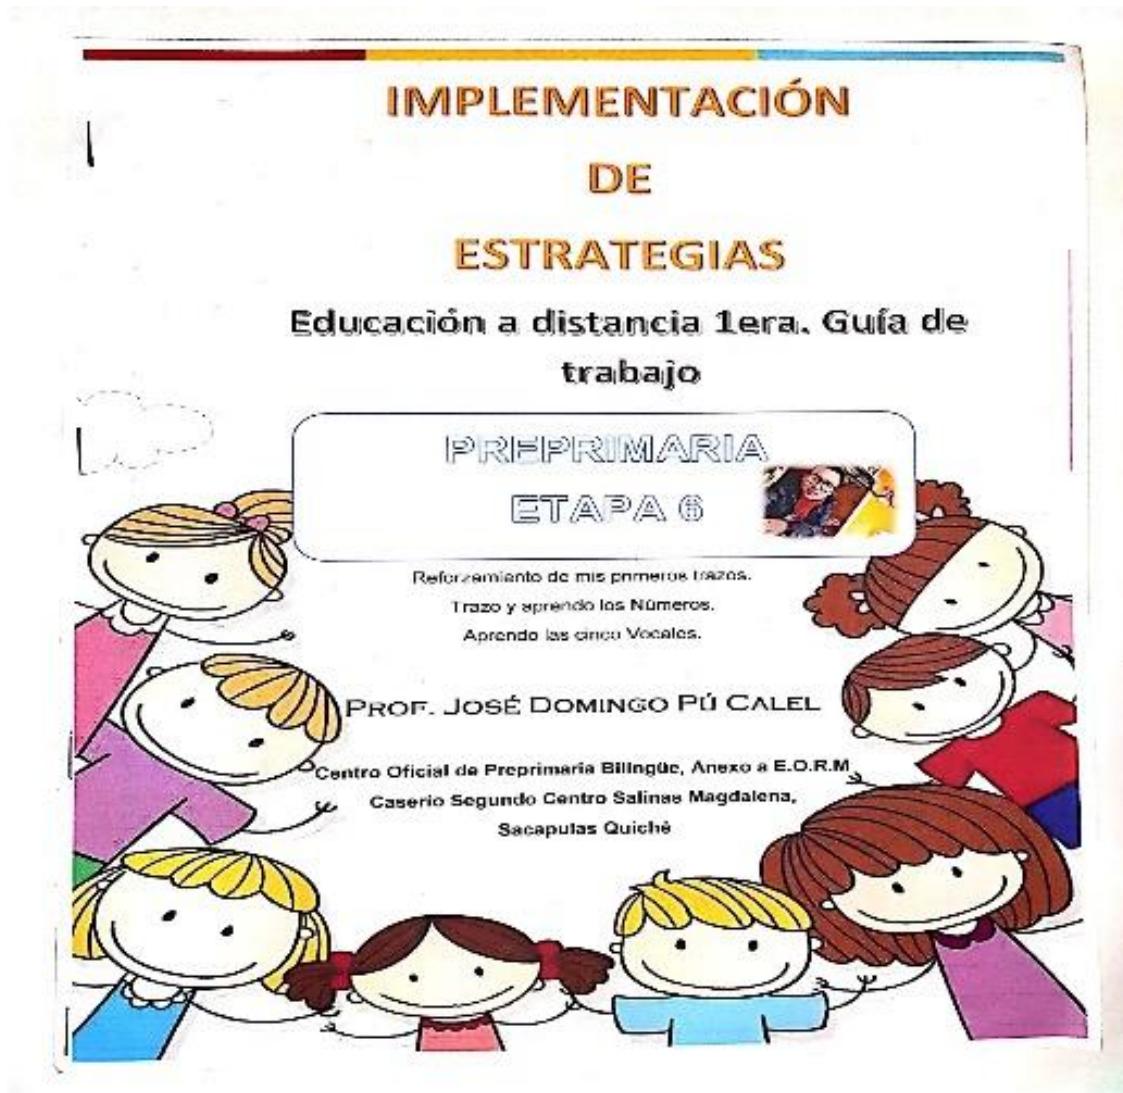 IMPLEMENTACIÓN
DE
ESTRATEGIAS
Educación a distancia 1era. Guía de
trabajo
PREPRIMARIA
ETAPA 6
Reforzamiento de mis primeros trazos.
Trazo y aprendo los Números.
Aprendo las cinco Vocales.
PROF. JOSÉ DOMINGO PÚ CALEL
Centro Oficial de Preprimaria Bilingüe, Anexo a E.O.R.M
Caserio Segundo Centro Salinas Magdalena,
Sacapulas Quiché